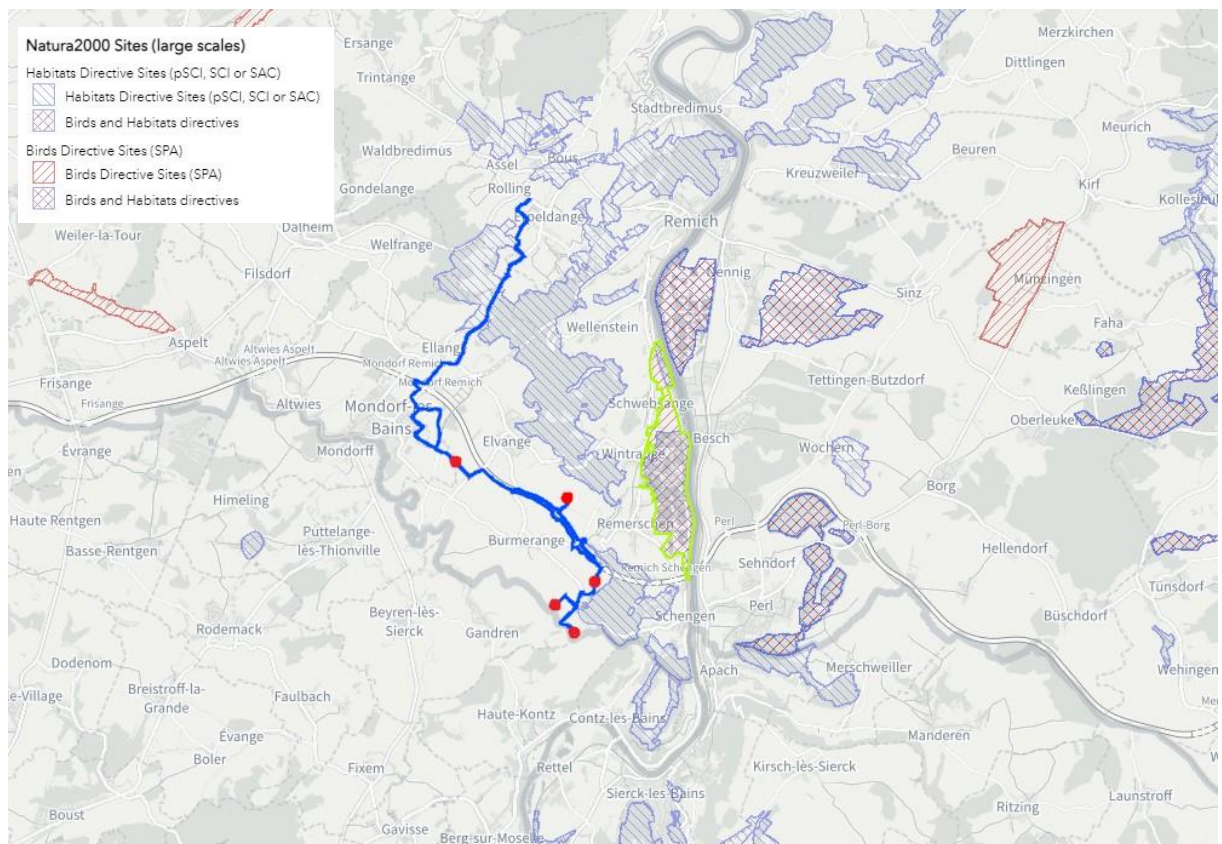 Natura2000 Sites (large scales)
Habitats Directive Sites (pSCI, SCI or SAC)
Habitats Directive Sites (pSCI, SCI or SAC)
Birds and Habitats directives
Birds Directive Sites (SPA)
Birds Directive Sites (SPA)
Birds and Habitats directives
Ersange
Merzkirchen
Trintange
Dittlingen
Stadtbredimus
Meurich
Waldbredimus
Assel
Bous
Beuren
Gondelange
Rolling
Kreuzweiler
Kirf
Remich
Dalheim
Welfrange
Weiler-la-Tour
Filsdorf
Nennig
Münzingen
Sinz
Wellenstein
Faha
Aspelt
Altwies Aspelt
Altwies Aspelt
Ellange
Mondorf Remich
Mondorf Remich
Tettingen-Butzdorf
Keßlingen
Frisange
Frisange
Altwies
Mondorf-les-
Bains
Schwebsange
Oberleuken
Elvange
Besch
Évrange
Mondorff
Wintrange
Wochern
Himeling
Borg
Haute Rentgen
Puttelange-
lès-Thionville
Remerschen
Perl
Perl-Borg
Basse-Rentgen
Burmerange
Hellendorf
Remich Schengen
Sehndorf
Tünsdorf
Beyren-lès-
Sierck
Perl
Schengen
Büschdorf
Rodemack
Gandren
Dodenom
Apach
Merschweiler
Wehingen
Breistroff-la-
Grande
Faulbach
Haute-Kontz
Contz-les-Bains
Évange
Manderen
Boler
Fixem
Rettel
Kirsch-lès-Sierck
Sierck-les-Bains
Launstroff
Ritzing
Boust
Gavisse
Berg-sur-Moselle